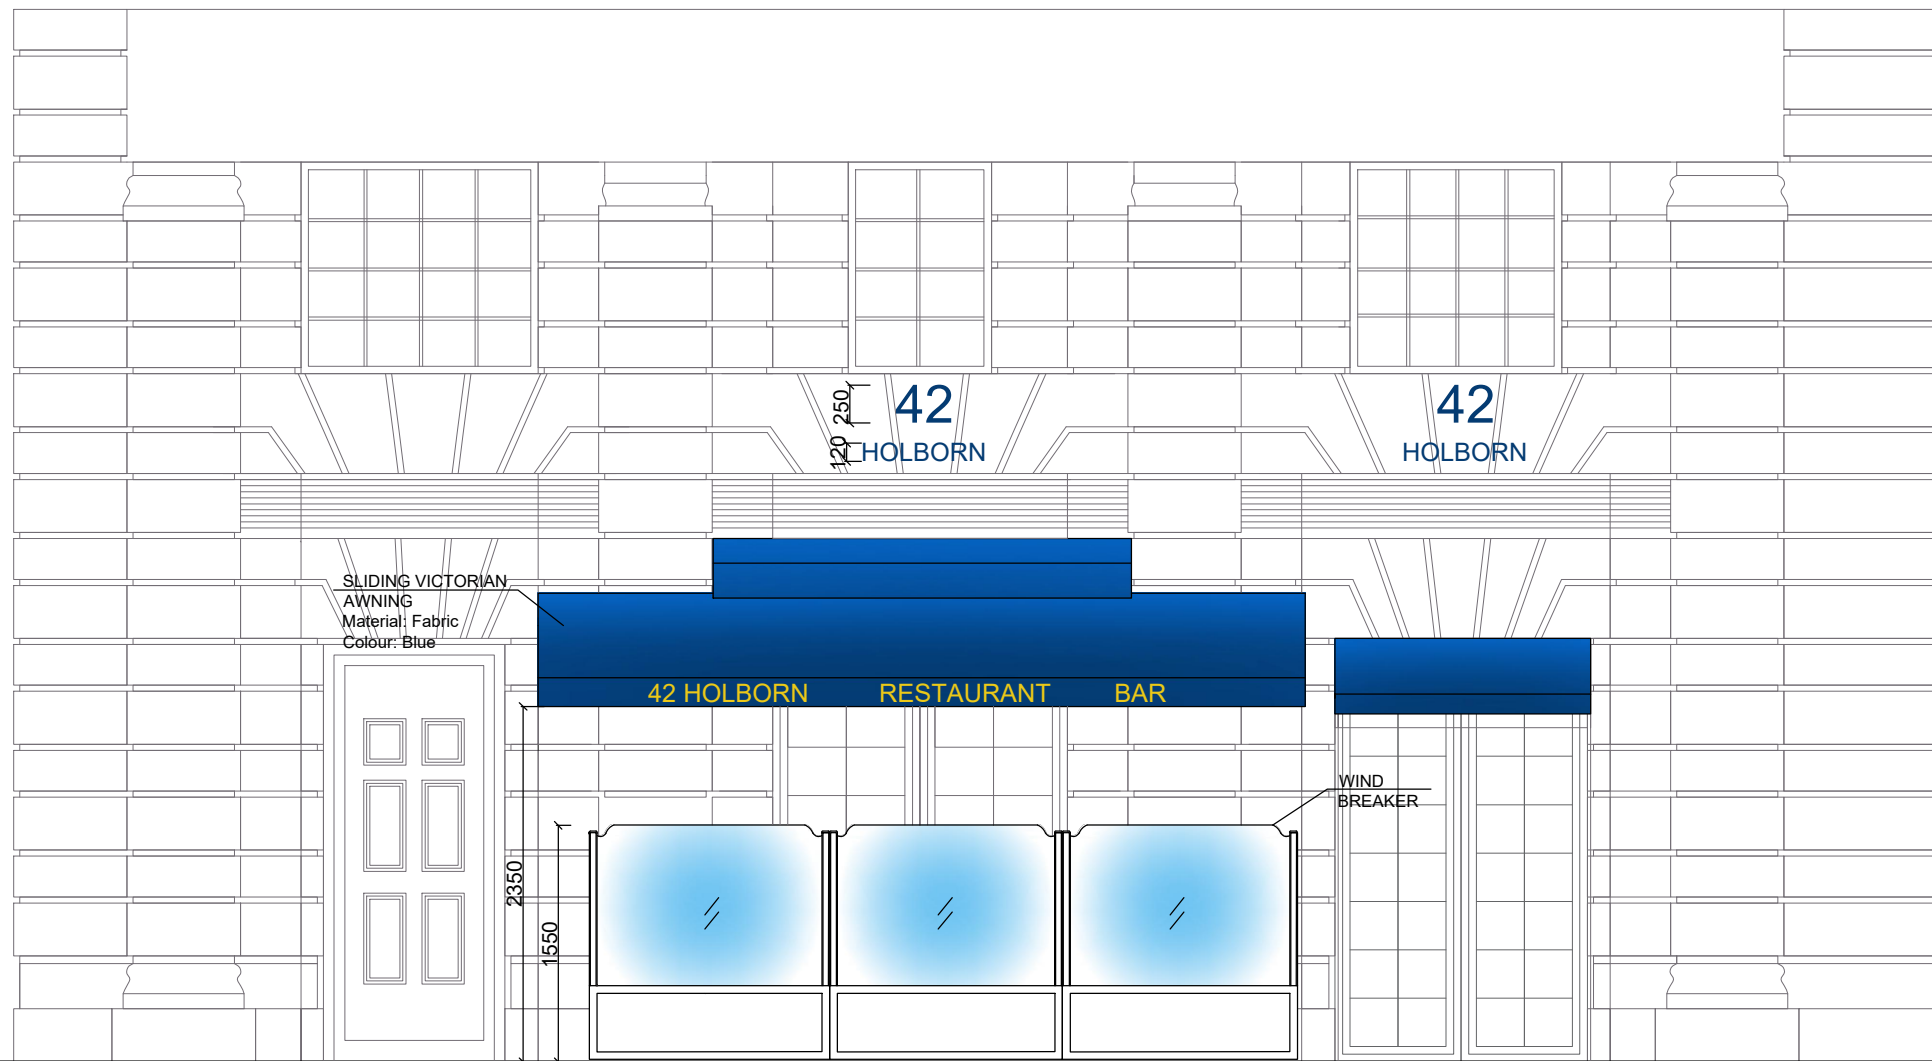 42
HOLBORN
250
120
42
HOLBORN
SLIDING VICTORIAN
AWNING
Material: Fabric
Colour: Blue
42 HOLBORN RESTAURANT BAR
WIND
BREAKER
2350
1550